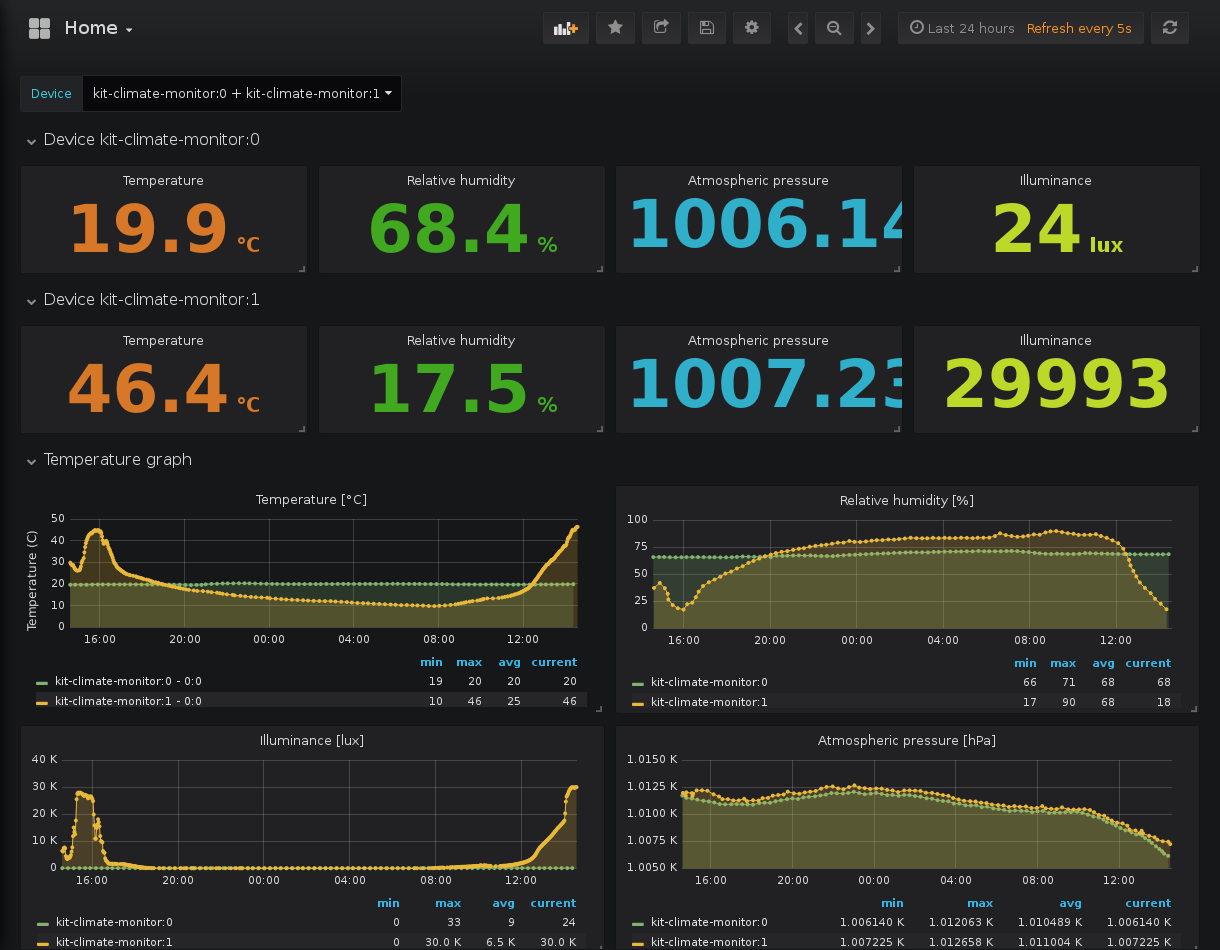 Home
Last 24 hours Refresh every 5s
Device kit-climate-monitor:0 + kit-climate-monitor:1
Device kit-climate-monitor:0
Temperature Relative humidity Atmospheric pressure Illuminance
19.9 °C 68.4 % 1006.14 24 lux
Device kit-climate-monitor:1
Temperature Relative humidity Atmospheric pressure Illuminance
46.4 °C 17.5 % 1007.23 29993
Temperature graph
Temperature [°C]
Temperature (C)
50
40
30
20
10
0
16:00 20:00 00:00 04:00 08:00 12:00
min max avg current
kit-climate-monitor:0 - 0:0 19 20 20 20
kit-climate-monitor:1 - 0:0 10 46 25 46
Relative humidity [%]
100
75
50
25
0
16:00 20:00 00:00 04:00 08:00 12:00
min max avg current
kit-climate-monitor:0 66 71 68 68
kit-climate-monitor:1 17 90 68 18
Illuminance [lux]
40 K
30 K
20 K
10 K
0
16:00 20:00 00:00 04:00 08:00 12:00
min max avg current
kit-climate-monitor:0 0 33 9 24
kit-climate-monitor:1 0 30.0 K 6.5 K 30.0 K
Atmospheric pressure [hPa]
1.0150 K
1.0125 K
1.0100 K
1.0075 K
1.0050 K
16:00 20:00 00:00 04:00 08:00 12:00
min max avg current
kit-climate-monitor:0 1.006140 K 1.012063 K 1.010489 K 1.006140 K
kit-climate-monitor:1 1.007225 K 1.012658 K 1.011004 K 1.007225 K